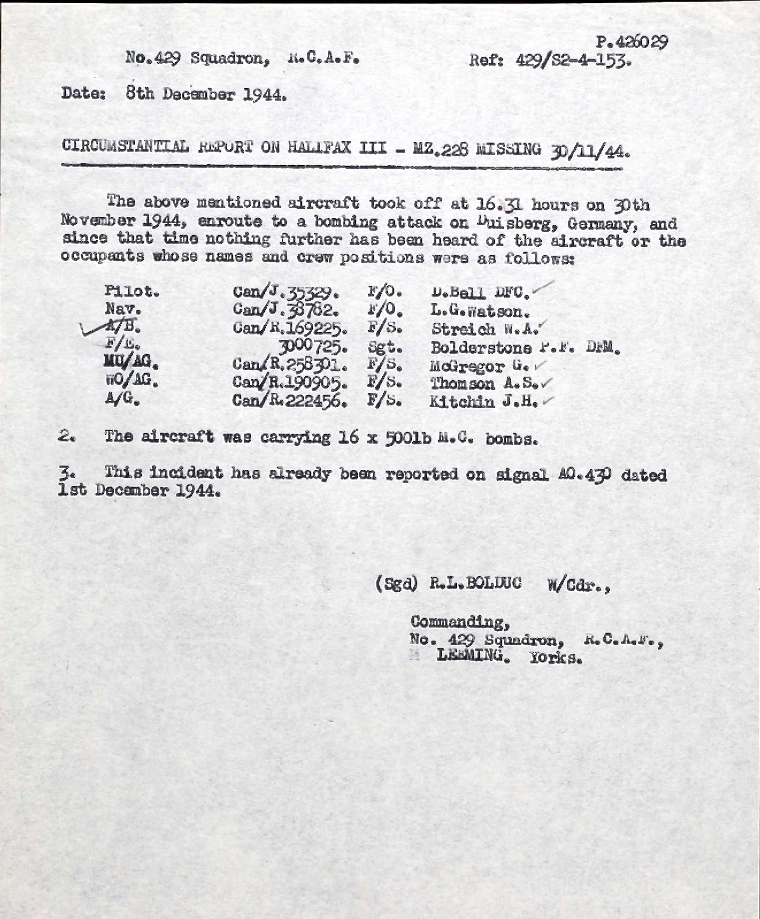 P.426029
No.429 Squadron, R.C.A.F.
Ref: 429/S2-4-153.
Date: 8th December 1944.
CIRCUMSTANTIAL REPORT ON HALIFAX III - MZ.228 MISSING 30/11/44.
The above mentioned aircraft took off at 16.31 hours on 30th
November 1944, enroute to a bombing attack on Duisberg, Germany, and
since that time nothing further has been heard of the aircraft or the
occupants whose names and crew positions were as follows:
Pilot. Can/J.35329. F/O. D.Bell DFC.
Nav. Can/J.38782. F/O. L.G.Watson.
A/B. Can/R.169225. F/S. Streich W.A.
F/E. 3000725. Sgt. Bolderstone P.F. DFM.
MU/AG. Can/R.258301. F/S. McGregor G.
WO/AG. Can/R.190905. F/S. Thomson A.S.
A/G. Can/R.222456. F/S. Kitchin J.H.
2. The aircraft was carrying 16 x 500lb M.C. bombs.
3. This incident has already been reported on signal AO.430 dated
1st December 1944.
(Sgd) R.L.BOLDUC W/Cdr.,
Commanding,
No. 429 Squadron, R.C.A.F.,
LEEMING. Yorks.